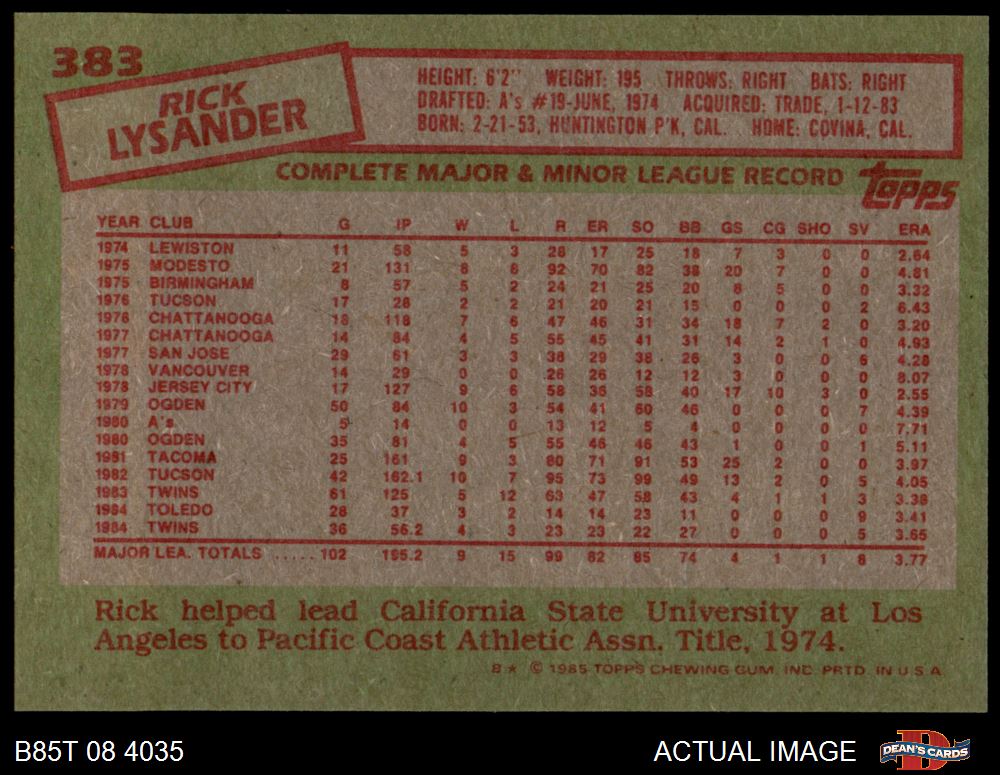 383
RICK
LYSANDER
HEIGHT: 6'2" WEIGHT: 195 THROWS: RIGHT BATS: RIGHT
DRAFTED: A's #19-JUNE, 1974 ACQUIRED: TRADE, 1-12-83
BORN: 2-21-53, HUNTINGTON P'K, CAL. HOME: COVINA, CAL.
COMPLETE MAJOR & MINOR LEAGUE RECORD
topps
YEAR CLUB G IP W L R ER SO BB GS CG SHO SV ERA
1974 LEWISTON 11 58 5 3 28 17 25 18 7 3 0 0 2.64
1975 MODESTO 21 131 8 8 92 70 82 38 20 7 0 0 4.81
1975 BIRMINGHAM 8 57 5 2 24 21 25 20 8 5 0 0 3.32
1976 TUCSON 17 28 2 2 21 20 21 15 0 0 0 2 6.43
1976 CHATTANOOGA 18 118 7 6 47 46 31 34 18 7 2 0 3.20
1977 CHATTANOOGA 14 84 4 5 55 45 41 31 14 2 1 0 4.93
1977 SAN JOSE 29 61 3 3 38 29 38 26 3 0 0 6 4.28
1978 VANCOUVER 14 29 0 0 26 26 12 12 3 0 0 0 8.07
1978 JERSEY CITY 17 127 9 6 58 36 58 40 17 10 3 0 2.55
1979 OGDEN 50 84 10 3 54 41 60 46 0 0 0 7 4.39
1980 A's 5 14 0 0 13 12 5 4 0 0 0 0 7.71
1980 OGDEN 35 81 4 5 55 46 46 43 1 0 0 1 5.11
1981 TACOMA 25 161 9 3 80 71 91 53 25 2 0 0 3.97
1982 TUCSON 42 162.1 10 7 95 73 99 49 13 2 0 5 4.05
1983 TWINS 61 125 5 12 63 47 58 43 4 1 1 3 3.38
1984 TOLEDO 28 37 3 2 14 14 23 11 0 0 0 9 3.41
1984 TWINS 36 56.2 4 3 23 23 22 27 0 0 0 5 3.65
MAJOR LEA. TOTALS ..... 102 195.2 9 15 99 82 85 74 4 1 1 8 3.77
Rick helped lead California State University at Los
Angeles to Pacific Coast Athletic Assn. Title, 1974.
B★ © 1985 TOPPS CHEWING GUM, INC. PRTD. IN U.S.A.
B85T 08 4035 ACTUAL IMAGE D DEAN'S CARDS